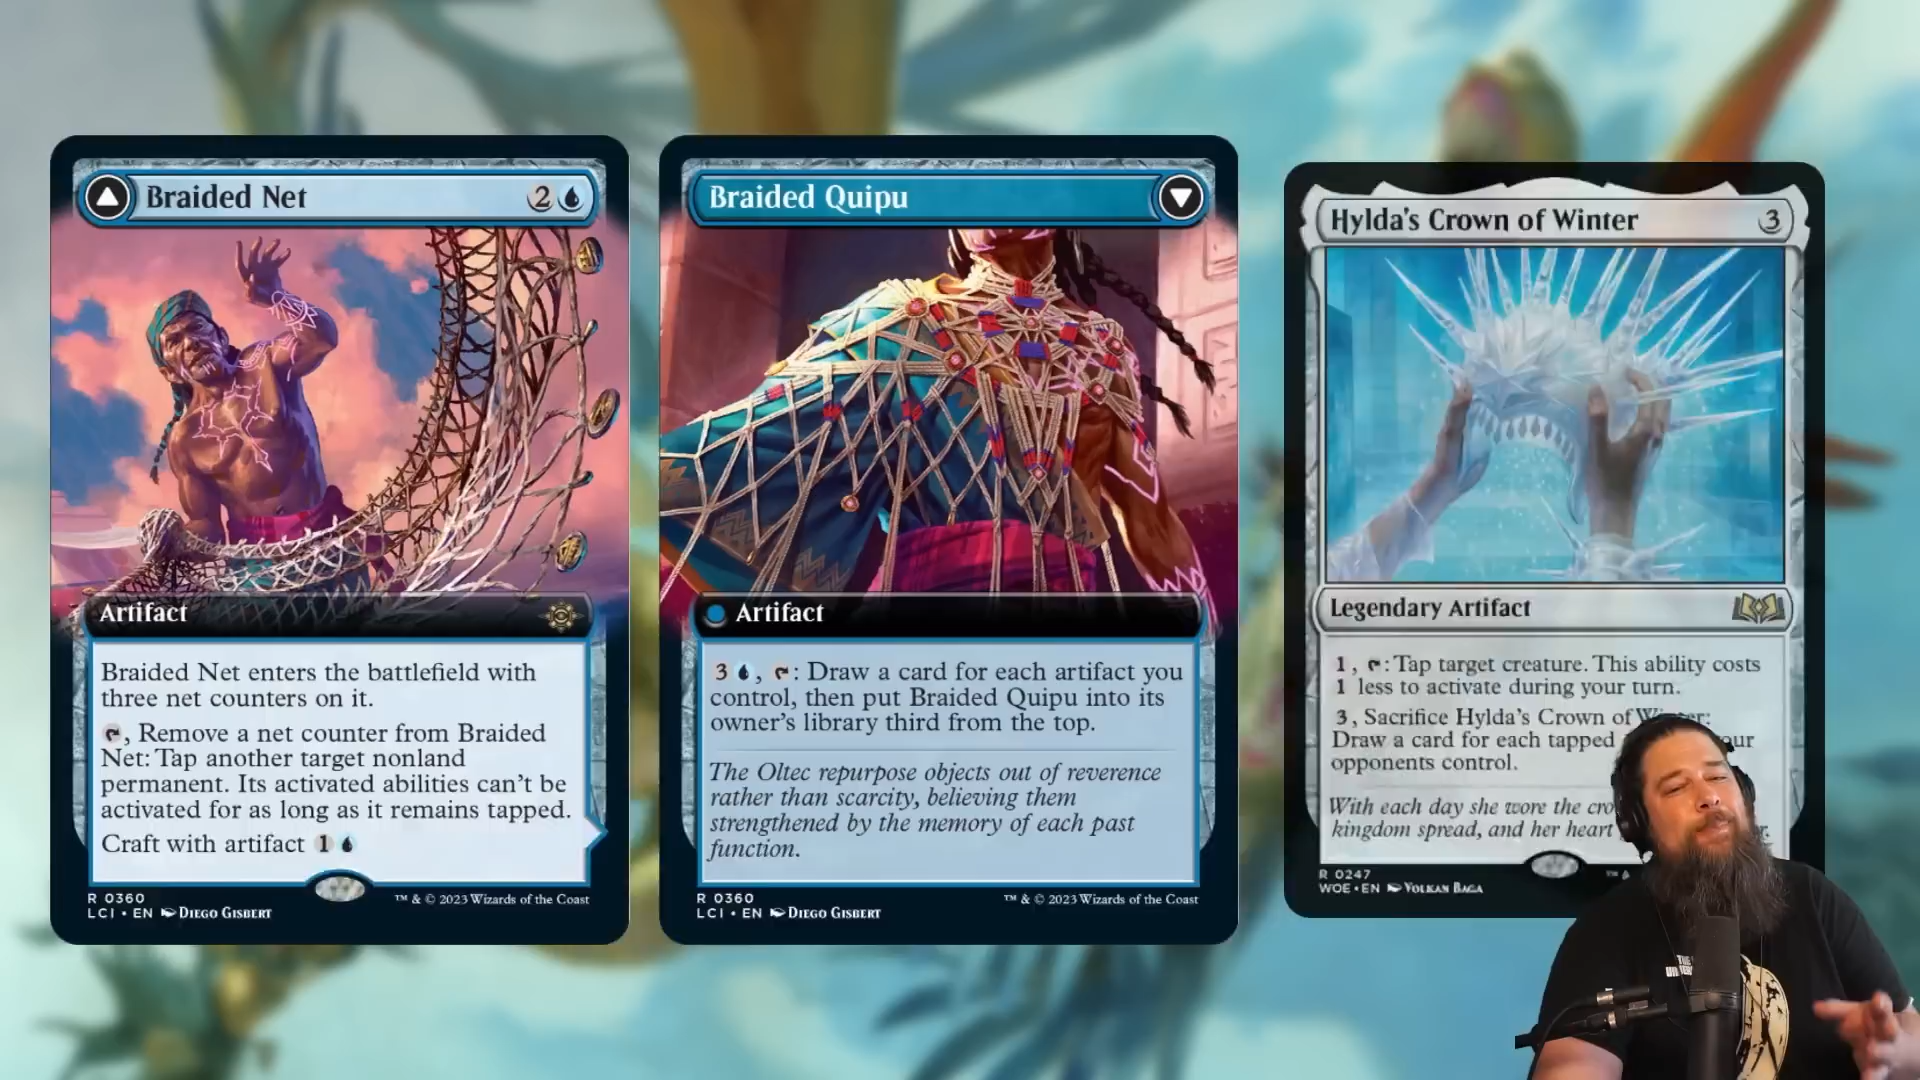 Braided Net 2
Artifact
Braided Net enters the battlefield with
three net counters on it.
, Remove a net counter from Braided
Net: Tap another target nonland
permanent. Its activated abilities can't be
activated for as long as it remains tapped.
Craft with artifact 1
R 0360
LCI • EN DIEGO GISBERT
™ & © 2023 Wizards of the Coast
Braided Quipu
Artifact
3 , : Draw a card for each artifact you
control, then put Braided Quipu into its
owner's library third from the top.
The Oltec repurpose objects out of reverence
rather than scarcity, believing them
strengthened by the memory of each past
function.
R 0360
LCI • EN DIEGO GISBERT
™ & © 2023 Wizards of the Coast
Hylda's Crown of Winter 3
Legendary Artifact
1, : Tap target creature. This ability costs
1 less to activate during your turn.
3, Sacrifice Hylda's Crown of
Draw a card for each tapped
opponents control.
With each day she wore the
kingdom spread, and her heart
R 0247
WOE • EN VOLKAN BAGA
™ &
THE